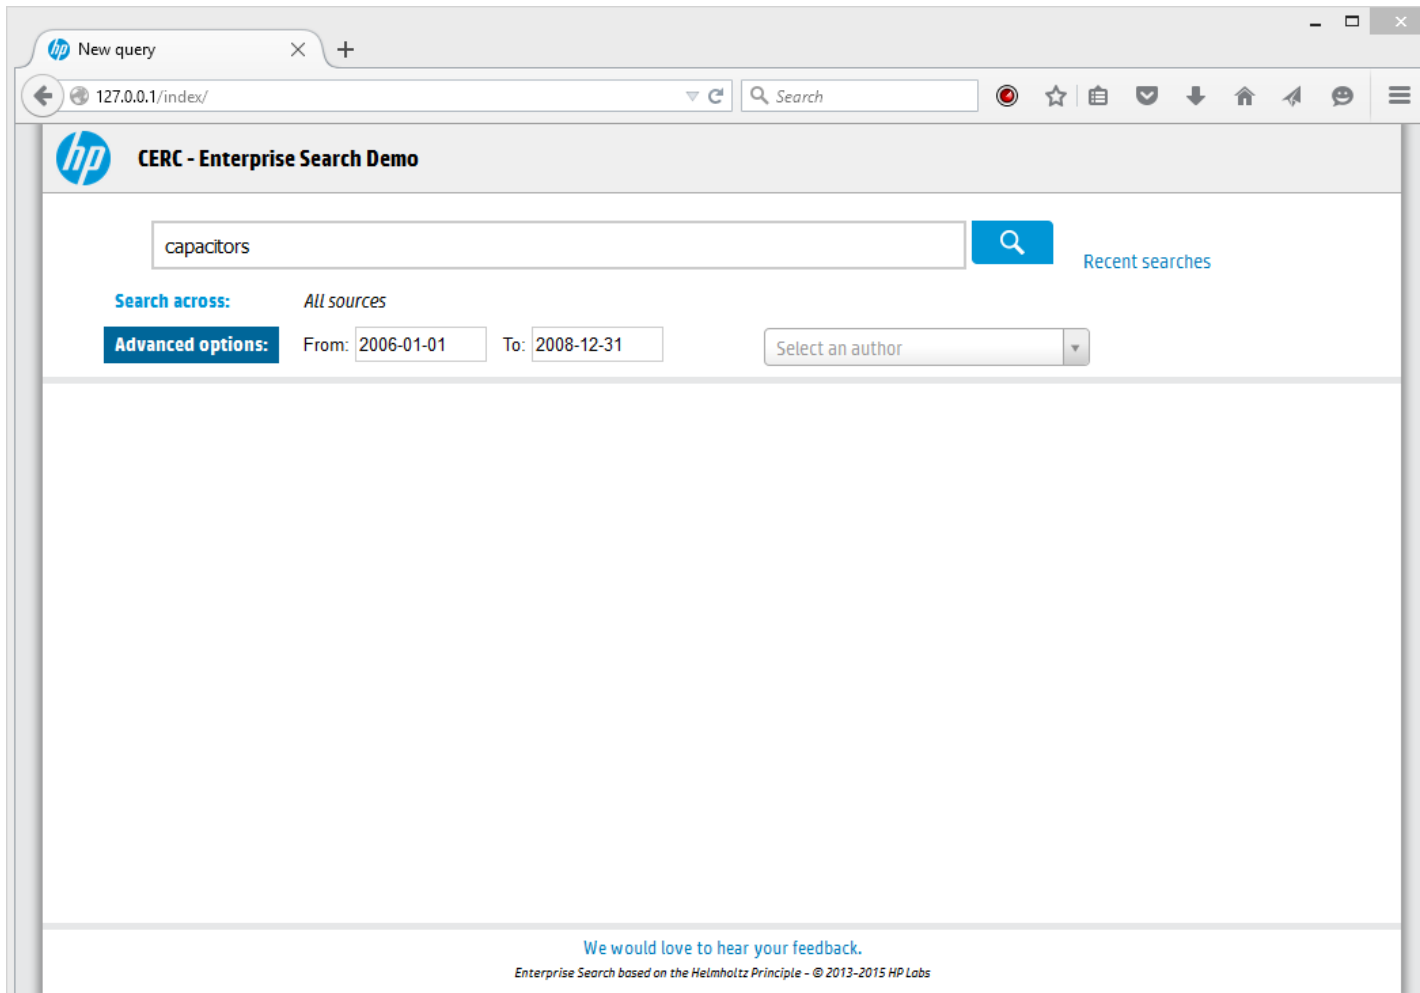 New query
127.0.0.1/index/
Search
hp
CERC - Enterprise Search Demo
capacitors
Recent searches
Search across: All sources
Advanced options: From: 2006-01-01 To: 2008-12-31 Select an author
We would love to hear your feedback.
Enterprise Search based on the Helmholtz Principle - © 2013-2015 HP Labs